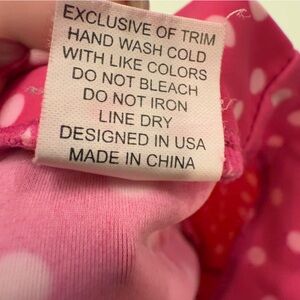 EXCLUSIVE OF TRIM
HAND WASH COLD
WITH LIKE COLORS
DO NOT BLEACH
DO NOT IRON
LINE DRY
DESIGNED IN USA
MADE IN CHINA